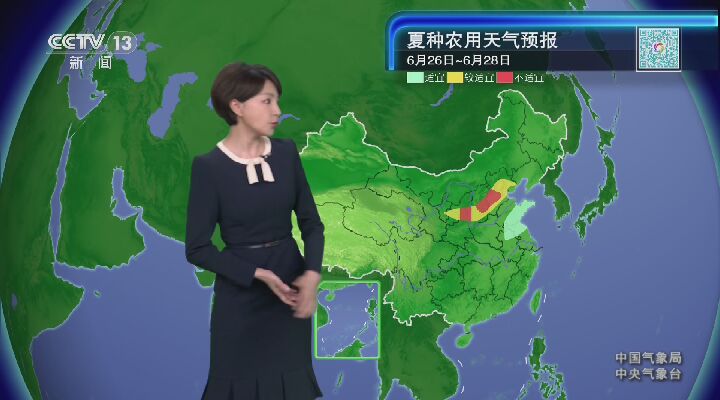 CCTV 13
新闻
夏种农用天气预报
6月26日~6月28日
适宜 较适宜 不适宜
中国气象局
中央气象台